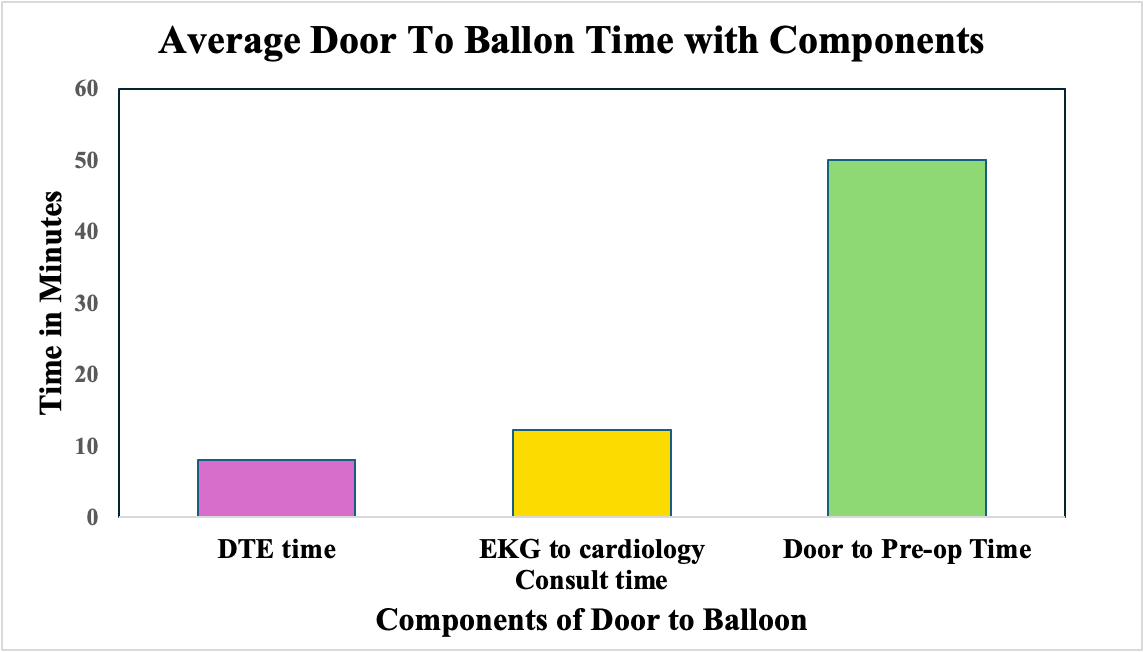 Average Door To Ballon Time with Components
60
50
40
30
20
10
0
Time in Minutes
DTE time
EKG to cardiology
Consult time
Door to Pre-op Time
Components of Door to Balloon